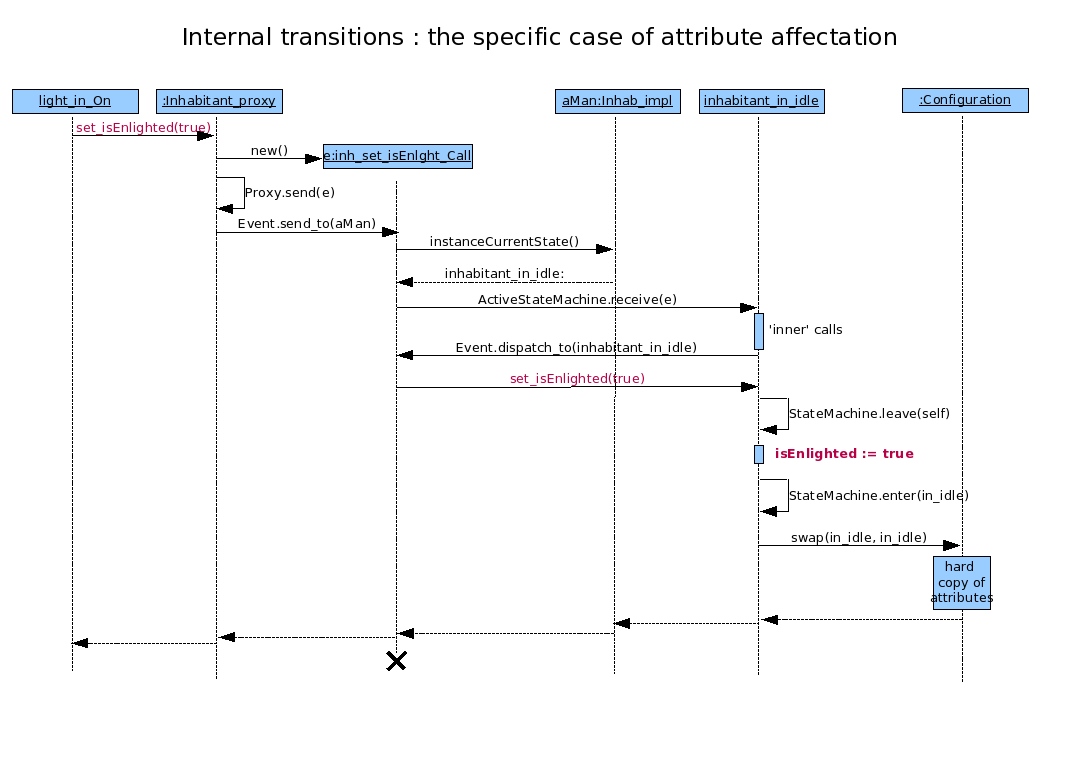 Internal transitions : the specific case of attribute affectation
light_in_On
:Inhabitant_proxy
aMan:Inhab_impl
inhabitant_in_idle
:Configuration
set_isEnlighted(true)
new()
e:inh_set_isEnlght_Call
Proxy.send(e)
Event.send_to(aMan)
instanceCurrentState()
inhabitant_in_idle:
ActiveStateMachine.receive(e)
'inner' calls
Event.dispatch_to(inhabitant_in_idle)
set_isEnlighted(true)
StateMachine.leave(self)
isEnlighted := true
StateMachine.enter(in_idle)
swap(in_idle, in_idle)
hard
copy of
attributes